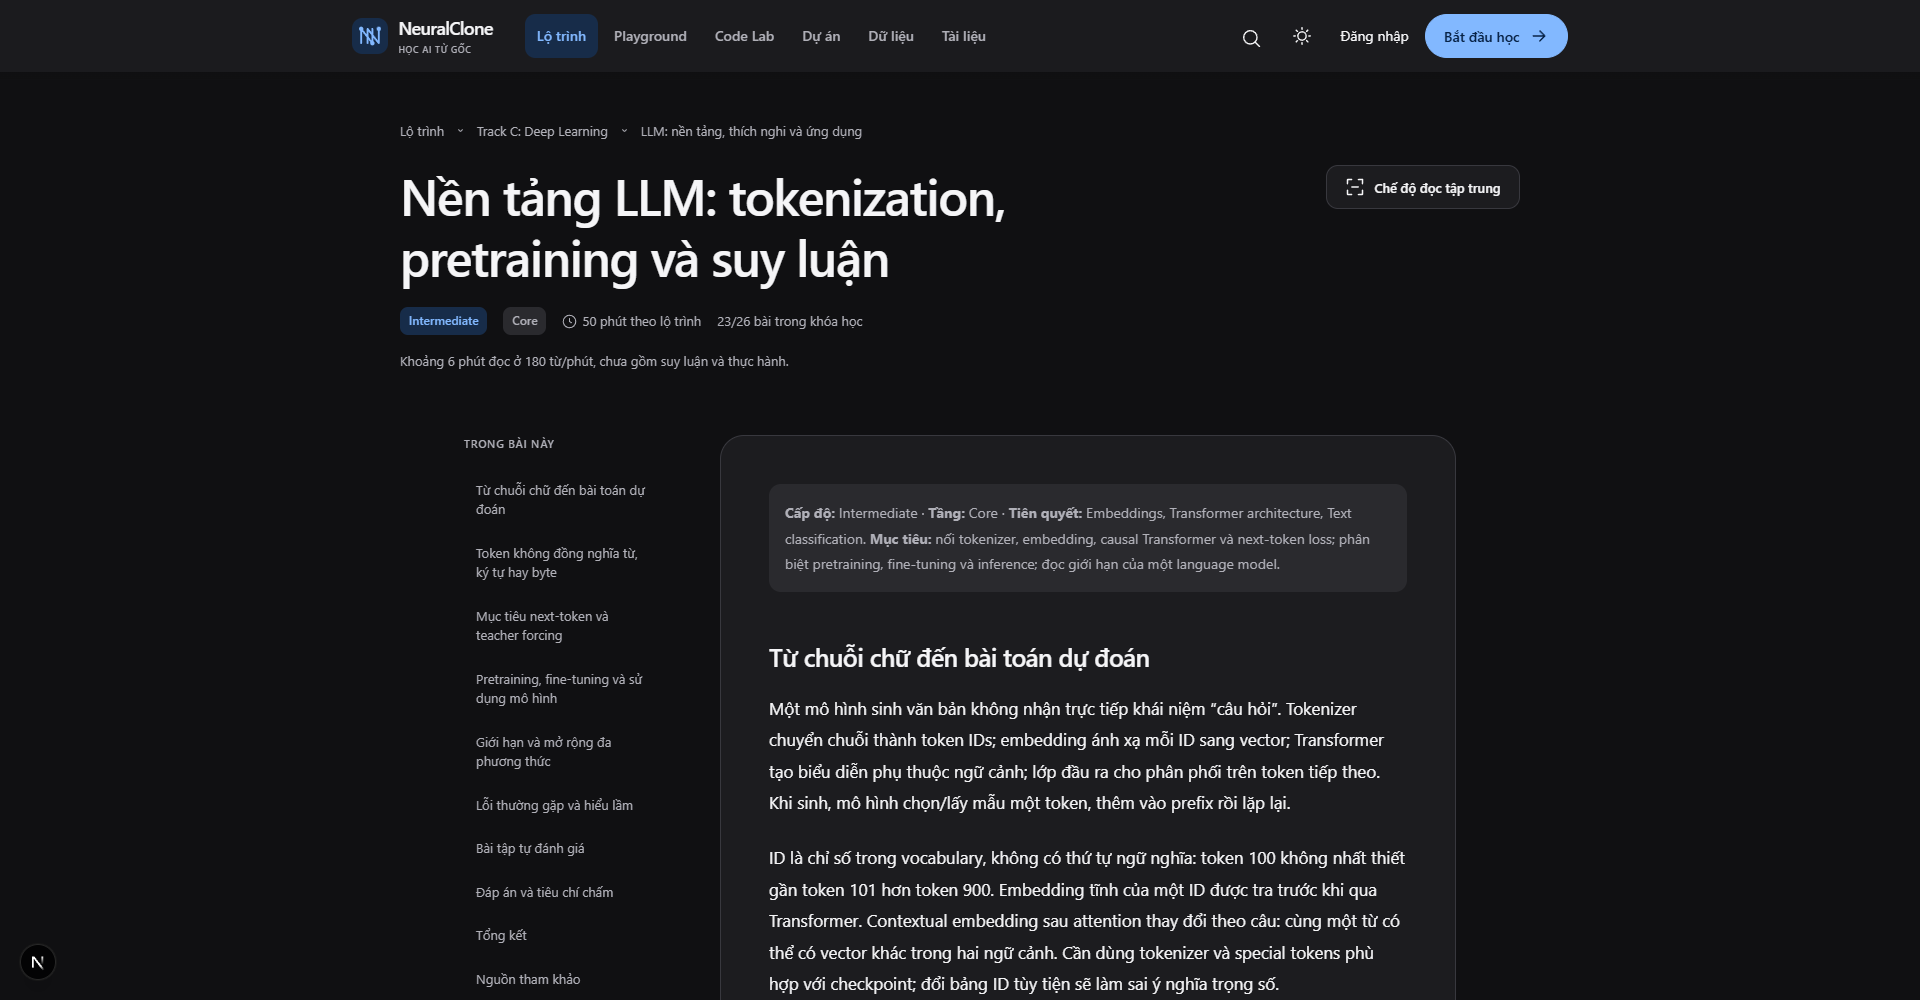 NeuralClone
HỌC AI TỪ GỐC
Lộ trình
Playground
Code Lab
Dự án
Dữ liệu
Tài liệu
Đăng nhập
Bắt đầu học
Lộ trình
Track C: Deep Learning
LLM: nền tảng, thích nghi và ứng dụng
Nền tảng LLM: tokenization,
pretraining và suy luận
Chế độ đọc tập trung
Intermediate
Core
50 phút theo lộ trình
23/26 bài trong khóa học
Khoảng 6 phút đọc ở 180 từ/phút, chưa gồm suy luận và thực hành.
TRONG BÀI NÀY
Từ chuỗi chữ đến bài toán dự
đoán
Token không đồng nghĩa từ,
ký tự hay byte
Mục tiêu next-token và
teacher forcing
Pretraining, fine-tuning và sử
dụng mô hình
Giới hạn và mở rộng đa
phương thức
Lỗi thường gặp và hiểu lầm
Bài tập tự đánh giá
Đáp án và tiêu chí chấm
Tổng kết
Nguồn tham khảo
Cấp độ: Intermediate · Tầng: Core · Tiên quyết: Embeddings, Transformer architecture, Text
classification. Mục tiêu: nối tokenizer, embedding, causal Transformer và next-token loss; phân
biệt pretraining, fine-tuning và inference; đọc giới hạn của một language model.
Từ chuỗi chữ đến bài toán dự đoán
Một mô hình sinh văn bản không nhận trực tiếp khái niệm “câu hỏi”. Tokenizer
chuyển chuỗi thành token IDs; embedding ánh xạ mỗi ID sang vector; Transformer
tạo biểu diễn phụ thuộc ngữ cảnh; lớp đầu ra cho phân phối trên token tiếp theo.
Khi sinh, mô hình chọn/lấy mẫu một token, thêm vào prefix rồi lặp lại.
ID là chỉ số trong vocabulary, không có thứ tự ngữ nghĩa: token 100 không nhất thiết
gần token 101 hơn token 900. Embedding tĩnh của một ID được tra trước khi qua
Transformer. Contextual embedding sau attention thay đổi theo câu: cùng một từ có
thể có vector khác trong hai ngữ cảnh. Cần dùng tokenizer và special tokens phù
hợp với checkpoint; đổi bảng ID tùy tiện sẽ làm sai ý nghĩa trọng số.